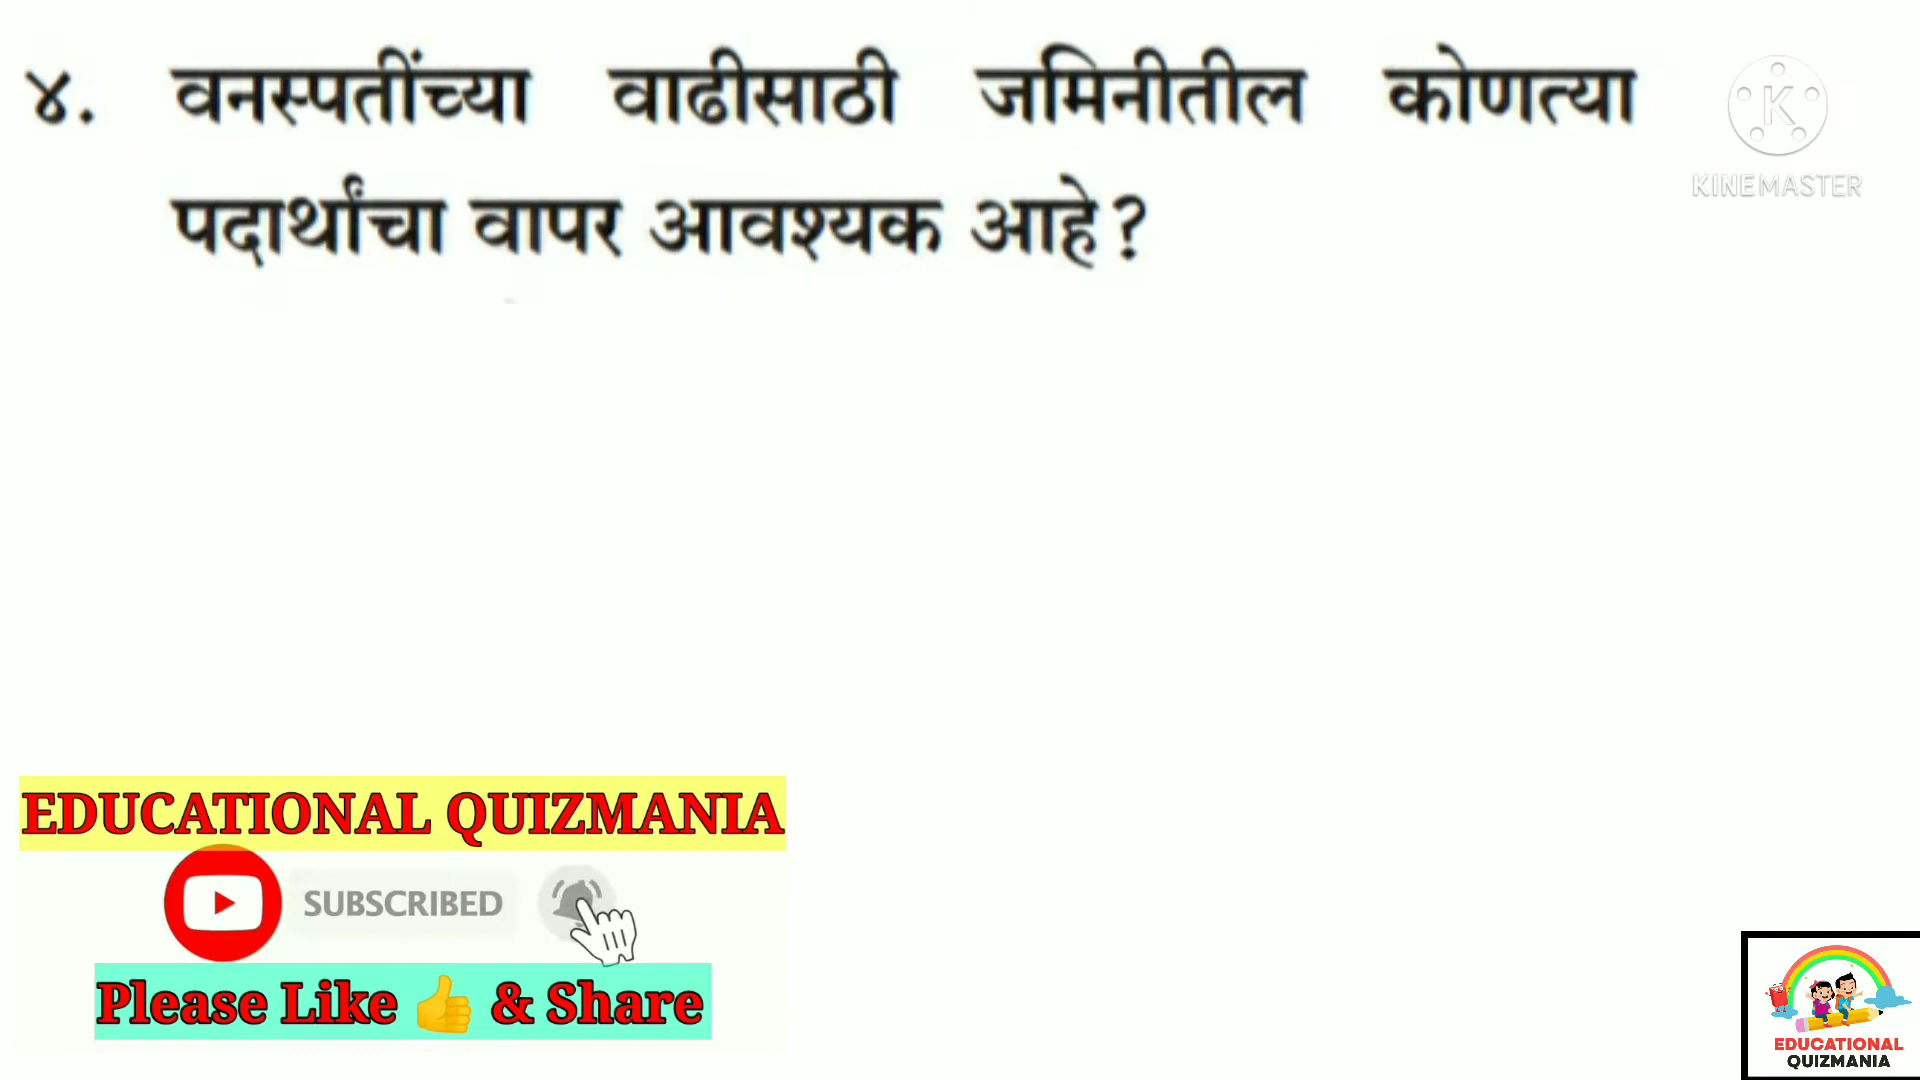 ४. वनस्पतींच्या वाढीसाठी जमिनीतील कोणत्या
पदार्थांचा वापर आवश्यक आहे?
K
KINEMASTER
EDUCATIONAL QUIZMANIA
SUBSCRIBED
Please Like 👍 & Share
EDUCATIONAL
QUIZMANIA